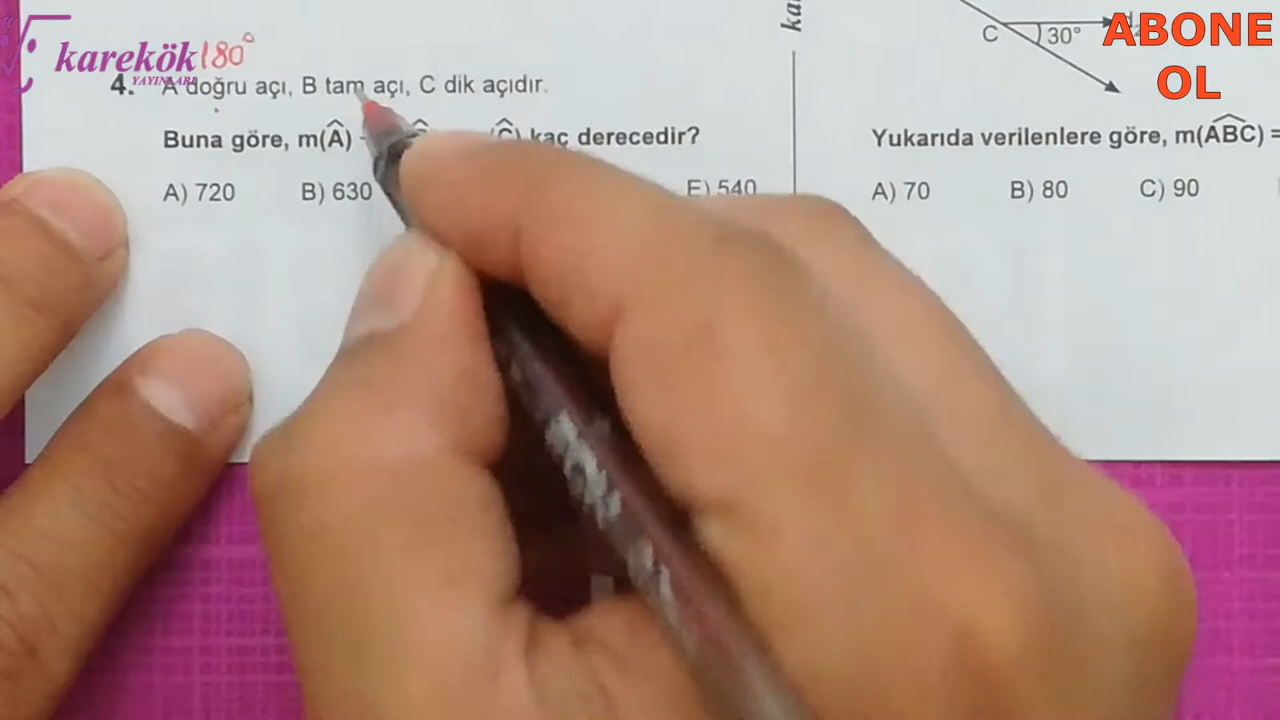 karekök
YAYINLARI
180°
4. A doğru açı, B tam açı, C dik açıdır.
Buna göre, m(Â) (Ĉ) kaç derecedir?
A) 720 B) 630 E) 540
ka
C 30°
Yukarıda verilenlere göre, m(ABC) =
A) 70 B) 80 C) 90
ABONE
OL